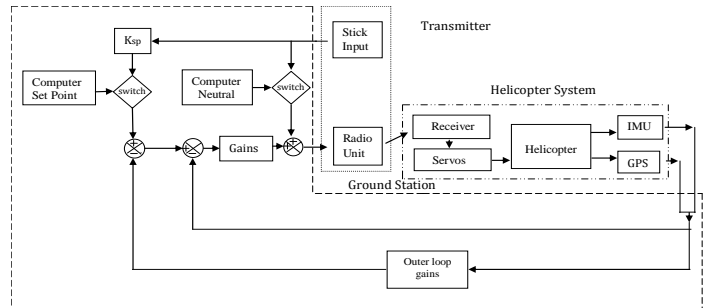 Transmitter
Ksp
Stick
Input
Computer
Set Point
switch
Computer
Neutral
switch
Helicopter System
Gains
Radio
Unit
Receiver
Servos
Helicopter
IMU
GPS
Ground Station
Outer loop
gains